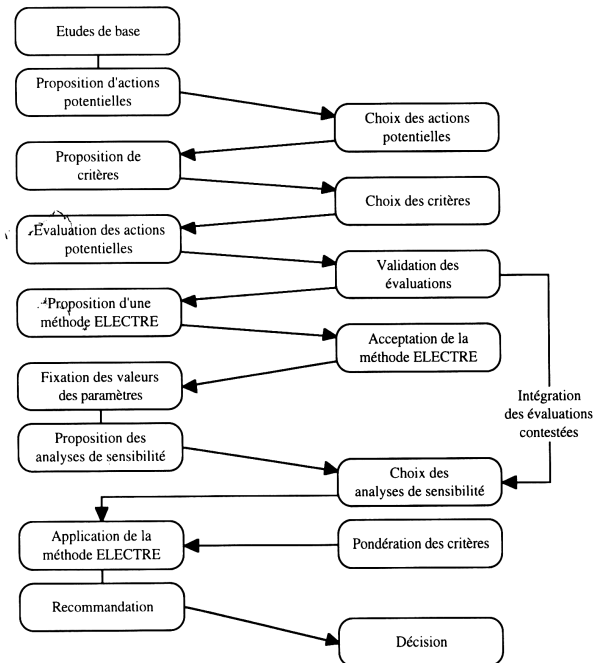 Etudes de base
Proposition d'actions
potentielles
Choix des actions
potentielles
Proposition de
critères
Choix des critères
Évaluation des actions
potentielles
Validation des
évaluations
Proposition d'une
méthode ELECTRE
Acceptation de la
méthode ELECTRE
Fixation des valeurs
des paramètres
Intégration
des évaluations
contestées
Proposition des
analyses de sensibilité
Choix des
analyses de sensibilité
Application de la
méthode ELECTRE
Pondération des critères
Recommandation
Décision